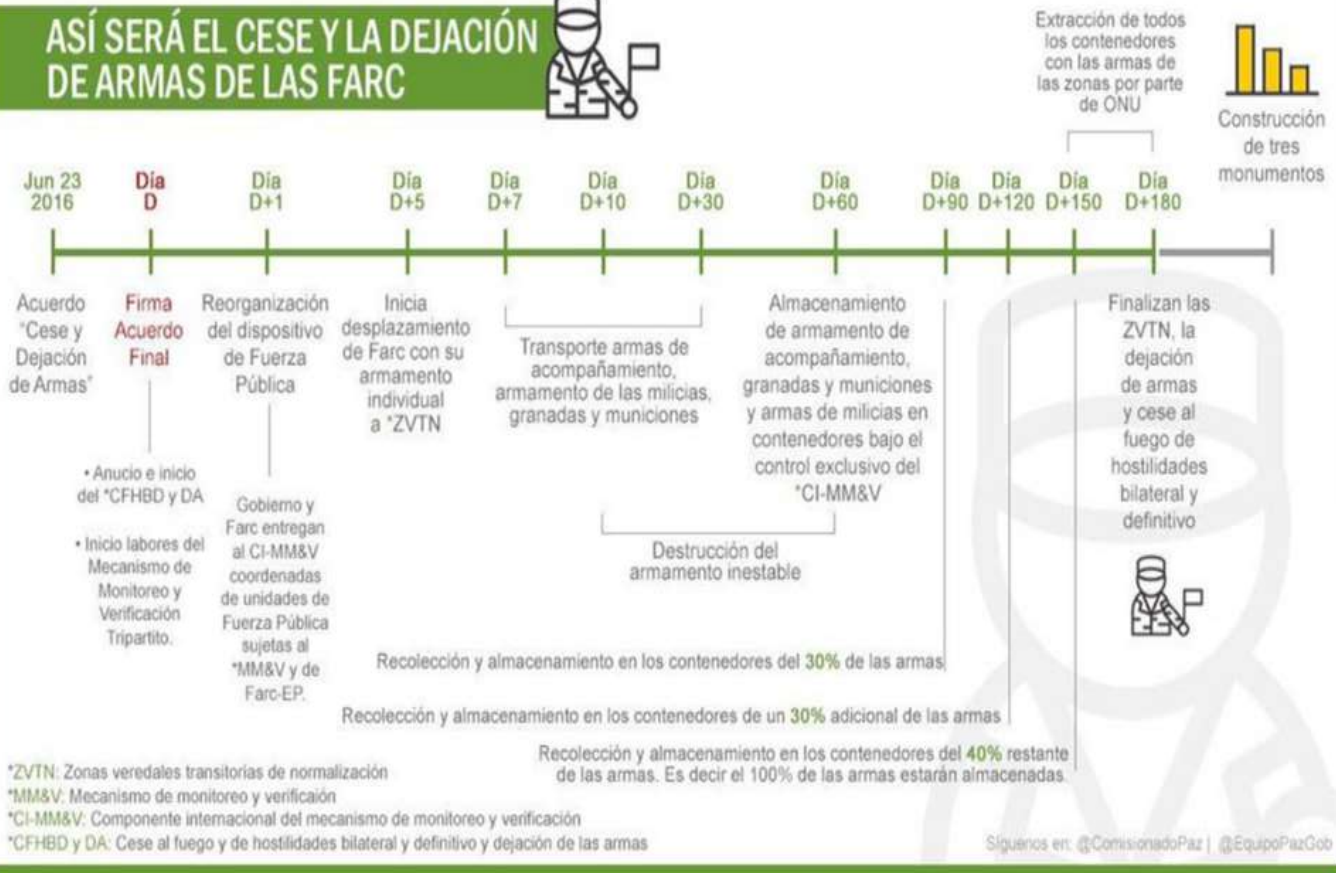 ASÍ SERÁ EL CESE Y LA DEJACIÓN
DE ARMAS DE LAS FARC
Extracción de todos
los contenedores
con las armas de
las zonas por parte
de ONU
Construcción
de tres
monumentos
Jun 23
2016
Día
D
Día
D+1
Día
D+5
Día
D+7
Día
D+10
Día
D+30
Día
D+60
Día
D+90
Día
D+120
Día
D+150
Día
D+180
Acuerdo
"Cese y
Dejación
de Armas"
Firma
Acuerdo
Final
• Anucio e inicio
del *CFHBD y DA
• Inicio labores del
Mecanismo de
Monitoreo y
Verificación
Tripartito.
Reorganización
del dispositivo
de Fuerza
Pública
Gobierno y
Farc entregan
al CI-MM&V
coordenadas
de unidades de
Fuerza Pública
sujetas al
*MM&V y de
Farc-EP.
Inicia
desplazamiento
de Farc con su
armamento
individual
a *ZVTN
Transporte armas de
acompañamiento,
armamento de las milicias,
granadas y municiones
Destrucción del
armamento inestable
Almacenamiento
de armamento de
acompañamiento,
granadas y municiones
y armas de milicias en
contenedores bajo el
control exclusivo del
*CI-MM&V
Finalizan las
ZVTN, la
dejación
de armas
y cese al
fuego de
hostilidades
bilateral y
definitivo
Recolección y almacenamiento en los contenedores del 30% de las armas
Recolección y almacenamiento en los contenedores de un 30% adicional de las armas
Recolección y almacenamiento en los contenedores del 40% restante
de las armas. Es decir el 100% de las armas estarán almacenadas.
*ZVTN: Zonas veredales transitorias de normalización
*MM&V: Mecanismo de monitoreo y verificaión
*CI-MM&V: Componente internacional del mecanismo de monitoreo y verificación
*CFHBD y DA: Cese al fuego y de hostilidades bilateral y definitivo y dejación de las armas
Síguenos en: @ComisionadoPaz | @EquipoPazGob